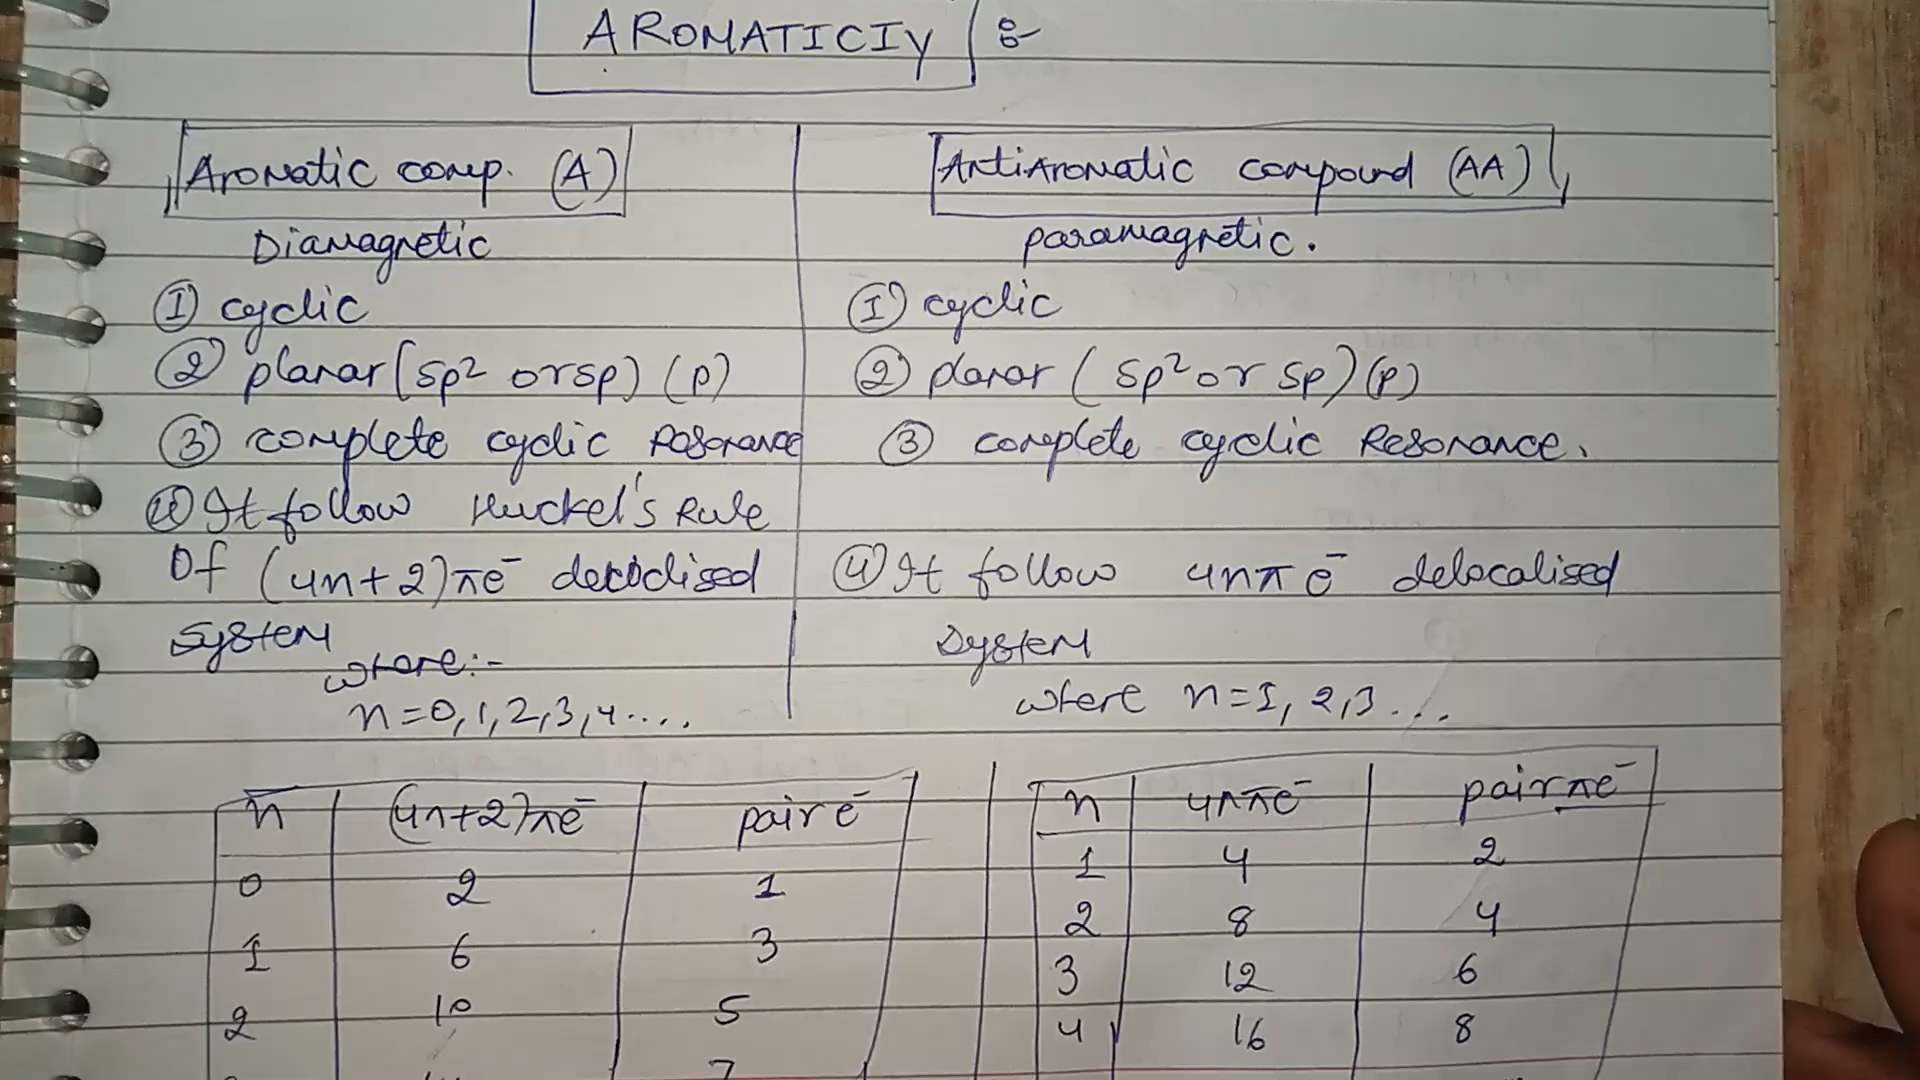 AROMATICIY :-
Aromatic comp. (A)
Diamagnetic
① cyclic
② planar (sp² or sp) (p)
③ complete cyclic Resonance
④ It follow Huckel's Rule
Of (4n+2)πe⁻ delocalised
System
where:-
n=0,1,2,3,4....
n (4n+2)πe⁻ pair e⁻
0 2 1
1 6 3
2 10 5
7
AntiAromatic compound (AA)
paramagnetic.
① cyclic
② planar (sp² or sp) (p)
③ complete cyclic Resonance.
④ It follow 4nπe⁻ delocalised
System
where n=1,2,3...
n 4nπe⁻ pair πe⁻
1 4 2
2 8 4
3 12 6
4 16 8